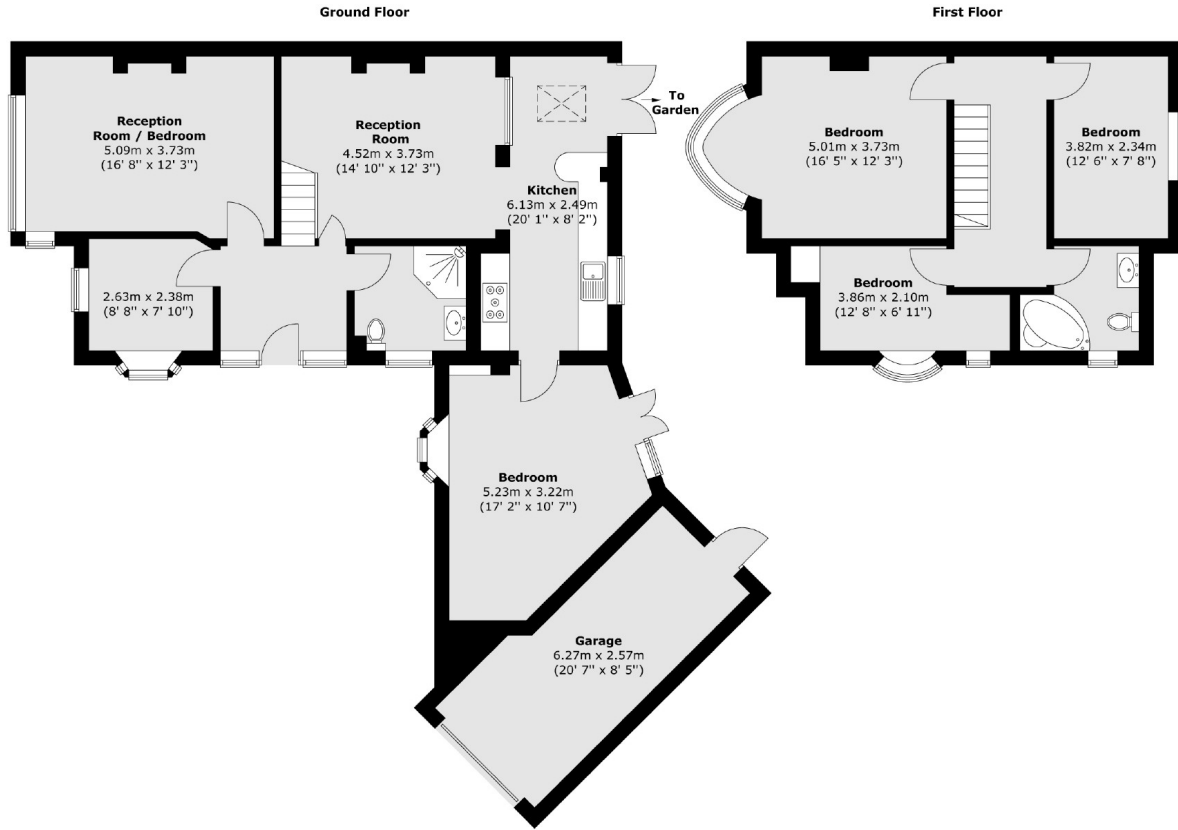 Ground Floor
First Floor
Reception
Room / Bedroom
5.09m x 3.73m
(16' 8'' x 12' 3'')
Reception
Room
4.52m x 3.73m
(14' 10'' x 12' 3'')
To
Garden
Kitchen
6.13m x 2.49m
(20' 1'' x 8' 2'')
2.63m x 2.38m
(8' 8'' x 7' 10'')
Bedroom
5.23m x 3.22m
(17' 2'' x 10' 7'')
Garage
6.27m x 2.57m
(20' 7'' x 8' 5'')
Bedroom
5.01m x 3.73m
(16' 5'' x 12' 3'')
Bedroom
3.82m x 2.34m
(12' 6'' x 7' 8'')
Bedroom
3.86m x 2.10m
(12' 8'' x 6' 11'')